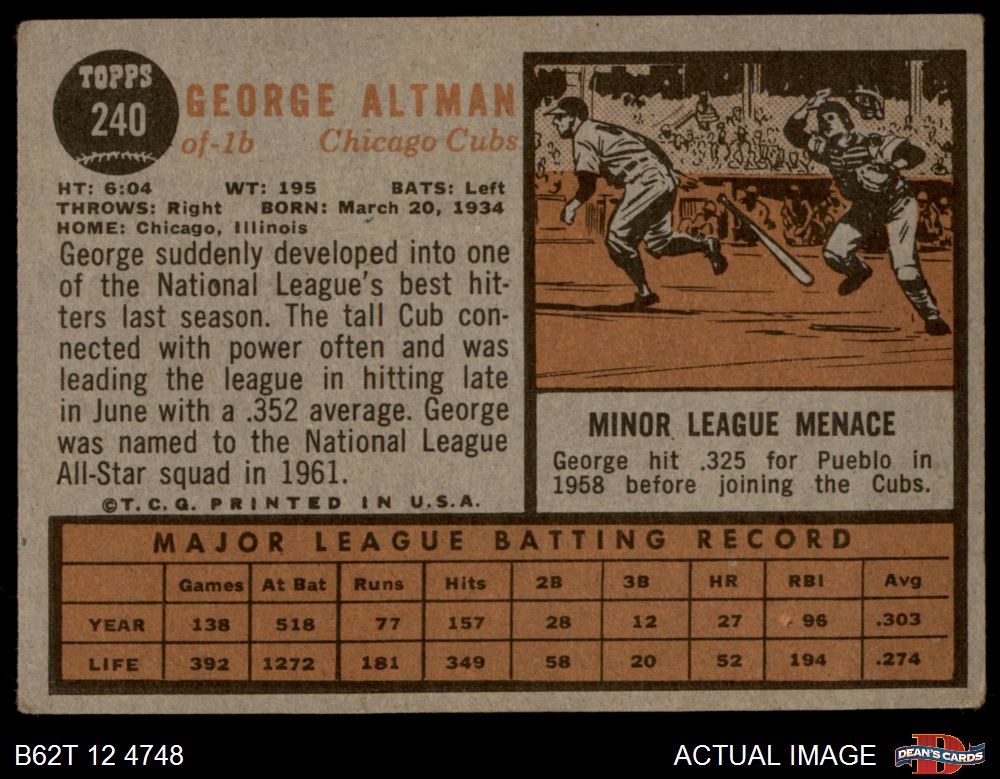 TOPPS
240
GEORGE ALTMAN
of-1b Chicago Cubs
HT: 6:04 WT: 195 BATS: Left
THROWS: Right BORN: March 20, 1934
HOME: Chicago, Illinois
George suddenly developed into one
of the National League's best hit-
ters last season. The tall Cub con-
nected with power often and was
leading the league in hitting late
in June with a .352 average. George
was named to the National League
All-Star squad in 1961.
©T.C.G. PRINTED IN U.S.A.
MINOR LEAGUE MENACE
George hit .325 for Pueblo in
1958 before joining the Cubs.
MAJOR LEAGUE BATTING RECORD
Games At Bat Runs Hits 2B 3B HR RBI Avg
YEAR 138 518 77 157 28 12 27 96 .303
LIFE 392 1272 181 349 58 20 52 194 .274
B62T 12 4748
ACTUAL IMAGE
D
DEAN'S CARDS